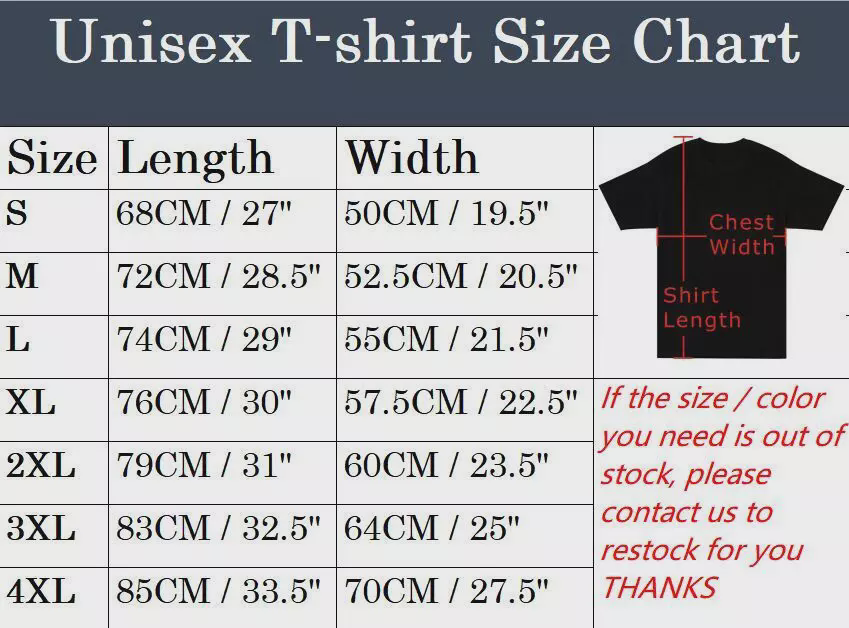 Unisex T-shirt Size Chart
Size Length Width
S 68CM / 27" 50CM / 19.5"
M 72CM / 28.5" 52.5CM / 20.5"
L 74CM / 29" 55CM / 21.5"
XL 76CM / 30" 57.5CM / 22.5"
2XL 79CM / 31" 60CM / 23.5"
3XL 83CM / 32.5" 64CM / 25"
4XL 85CM / 33.5" 70CM / 27.5"
Chest
Width
Shirt
Length
If the size / color
you need is out of
stock, please
contact us to
restock for you
THANKS